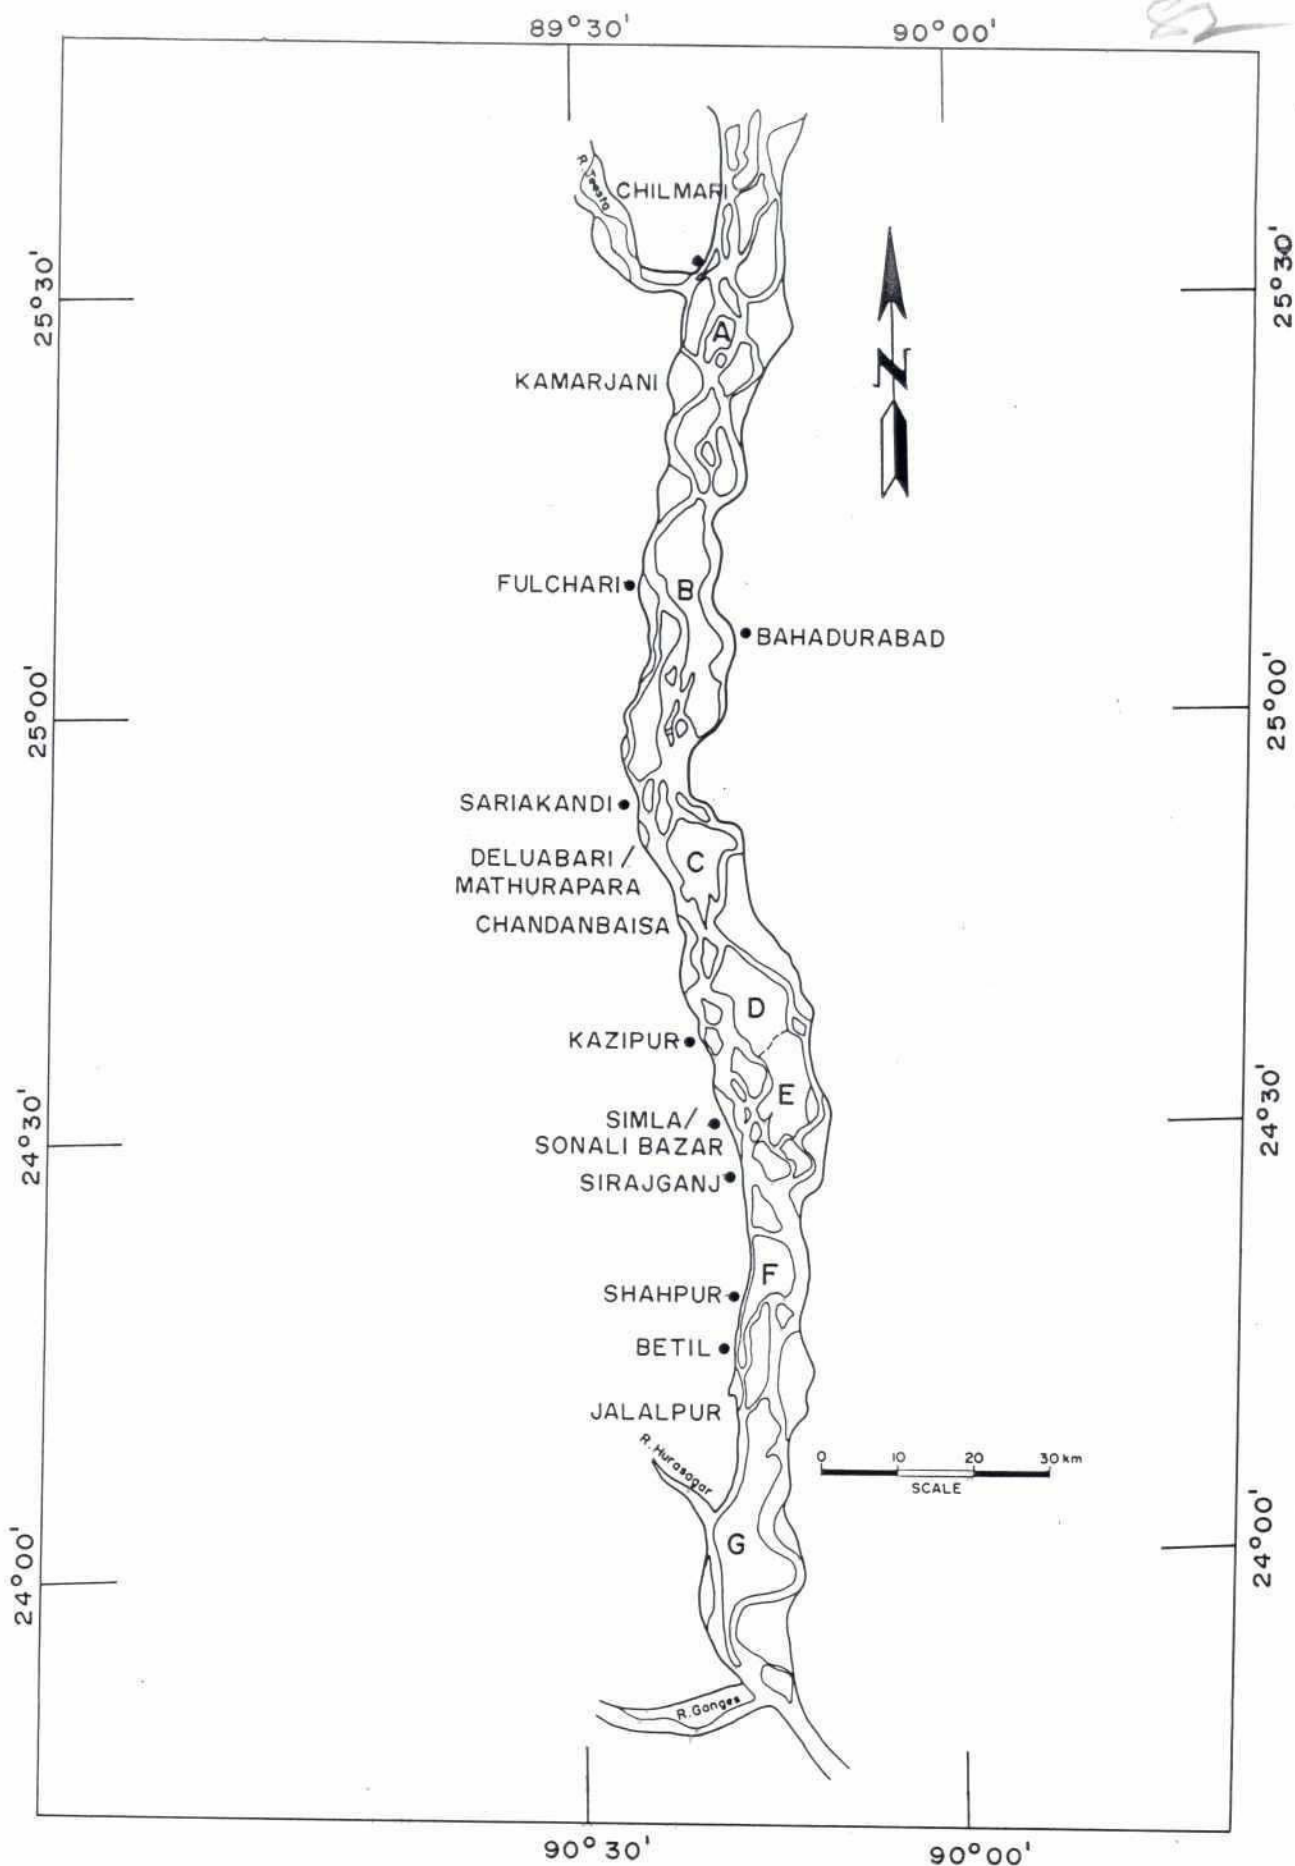 89°30'
90°00'
R. Teesta
CHILMARI
25°30'
25°30'
A
N
KAMARJANI
FULCHARI
B
BAHADURABAD
25°00'
25°00'
SARIAKANDI
DELUABARI /
MATHURAPARA
C
CHANDANBAISA
D
KAZIPUR
E
24°30'
24°30'
SIMLA/
SONALI BAZAR
SIRAJGANJ
F
SHAHPUR
BETIL
JALALPUR
R. Hurasagar
0 10 20 30 km
SCALE
G
24°00'
24°00'
R. Ganges
90°30'
90°00'